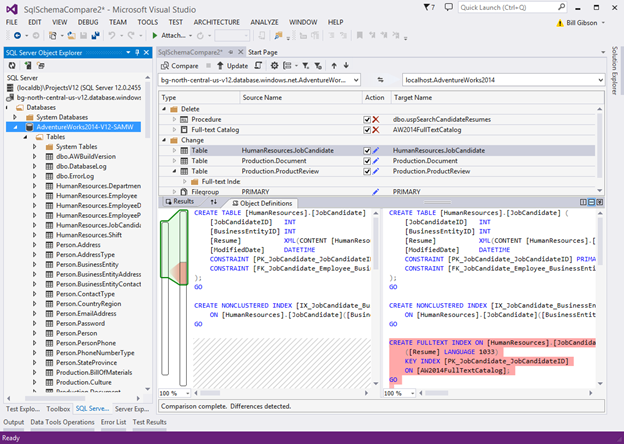 SqlSchemaCompare2* - Microsoft Visual Studio
7
Quick Launch (Ctrl+Q)
FILE EDIT VIEW DEBUG TEAM TOOLS TEST ARCHITECTURE ANALYZE WINDOW HELP
Bill Gibson
Attach...
SQL Server Object Explorer
SqlSchemaCompare2* Start Page
Solution Explorer
Compare Update
SQL Server
(localdb)\ProjectsV12 (SQL Server 12.0.2455
bg-north-central-us-v12.database.windows
Databases
System Databases
AdventureWorks2014-V12-SAMW
Tables
System Tables
dbo.AWBuildVersion
dbo.DatabaseLog
dbo.ErrorLog
HumanResources.Departmen
HumanResources.Employee
HumanResources.EmployeeD
HumanResources.EmployeeP
HumanResources.JobCandida
HumanResources.Shift
Person.Address
Person.AddressType
Person.BusinessEntity
Person.BusinessEntityAddress
Person.BusinessEntityContact
Person.ContactType
Person.CountryRegion
Person.EmailAddress
Person.Password
Person.Person
Person.PersonPhone
Person.PhoneNumberType
Person.StateProvince
Production.BillOfMaterials
Production.Culture
Production.Document
bg-north-central-us-v12.database.windows.net.AdventureWo localhost.AdventureWorks2014
Type Source Name Action Target Name
Delete
Procedure dbo.uspSearchCandidateResumes
Full-text Catalog AW2014FullTextCatalog
Change
Table HumanResources.JobCandidate HumanResources.JobCandidate
Table Production.Document Production.Document
Table Production.ProductReview Production.ProductReview
Full-text Inde
Filegroup PRIMARY PRIMARY
Results Object Definitions
CREATE TABLE [HumanResources].[JobCandidate]
[JobCandidateID] INT
[BusinessEntityID] INT
[Resume] XML(CONTENT [HumanResou
[ModifiedDate] DATETIME
CONSTRAINT [PK_JobCandidate_JobCandidateI
CONSTRAINT [FK_JobCandidate_Employee_Busi
);
GO
CREATE NONCLUSTERED INDEX [IX_JobCandidate_Bu
ON [HumanResources].[JobCandidate]([Busin
GO
CREATE TABLE [HumanResources].[JobCandidate] (
[JobCandidateID] INT
[BusinessEntityID] INT
[Resume] XML(CONTENT [HumanResources].[
[ModifiedDate] DATETIME
CONSTRAINT [PK_JobCandidate_JobCandidateID] PRIMA
CONSTRAINT [FK_JobCandidate_Employee_BusinessEnti
);
GO
CREATE NONCLUSTERED INDEX [IX_JobCandidate_BusinessEn
ON [HumanResources].[JobCandidate]([BusinessEntit
GO
CREATE FULLTEXT INDEX ON [HumanResources].[JobCandida
([Resume] LANGUAGE 1033)
KEY INDEX [PK_JobCandidate_JobCandidateID]
ON [AW2014FullTextCatalog];
GO
100 % 100 %
Comparison complete. Differences detected.
Test Explo... Toolbox SQL Serve... Server Exp...
Output Data Tools Operations Error List Test Results
Ready